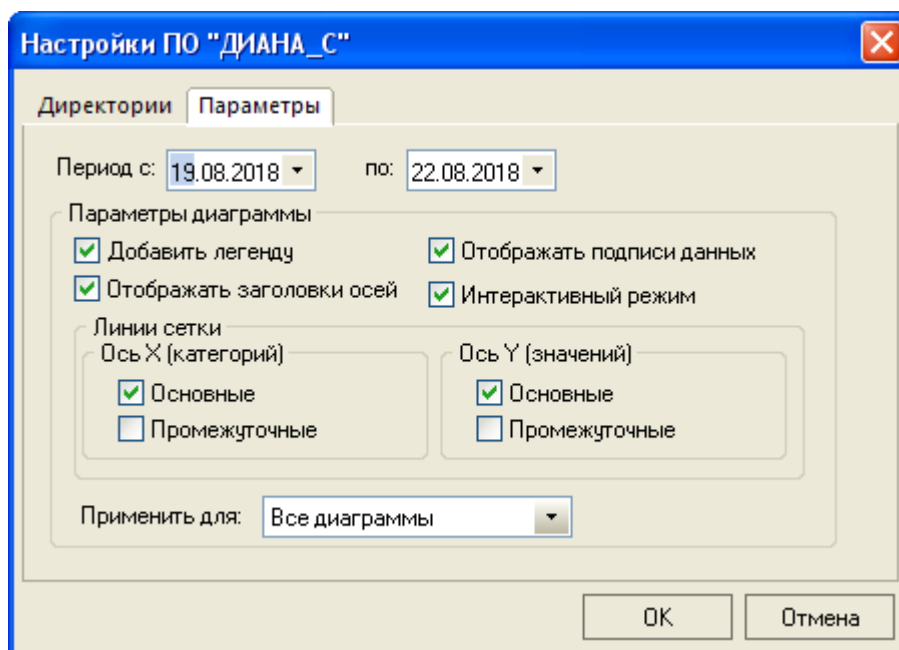 Настройки ПО "ДИАНА_С"
Директории Параметры
Период с: 19.08.2018 по: 22.08.2018
Параметры диаграммы
Добавить легенду Отображать подписи данных
Отображать заголовки осей Интерактивный режим
Линии сетки
Ось X (категорий) Ось Y (значений)
Основные Основные
Промежуточные Промежуточные
Применить для: Все диаграммы
OK Отмена